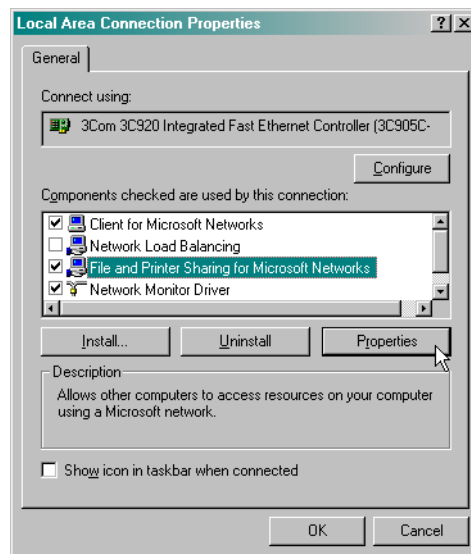 Local Area Connection Properties
General
Connect using:
3Com 3C920 Integrated Fast Ethernet Controller (3C905C-
Configure
Components checked are used by this connection:
Client for Microsoft Networks
Network Load Balancing
File and Printer Sharing for Microsoft Networks
Network Monitor Driver
Install... Uninstall Properties
Description
Allows other computers to access resources on your computer
using a Microsoft network.
Show icon in taskbar when connected
OK Cancel